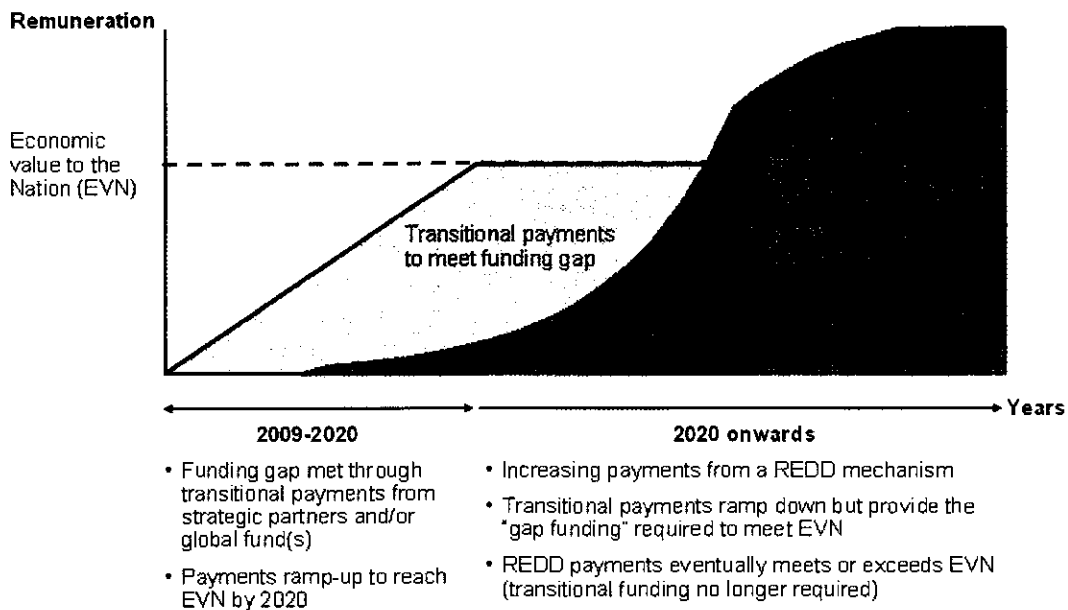 Remuneration
Economic
value to the
Nation (EVN)
Transitional payments
to meet funding gap
Years
2009-2020
• Funding gap met through
transitional payments from
strategic partners and/or
global fund(s)
• Payments ramp-up to reach
EVN by 2020
2020 onwards
• Increasing payments from a REDD mechanism
• Transitional payments ramp down but provide the
"gap funding" required to meet EVN
• REDD payments eventually meets or exceeds EVN
(transitional funding no longer required)